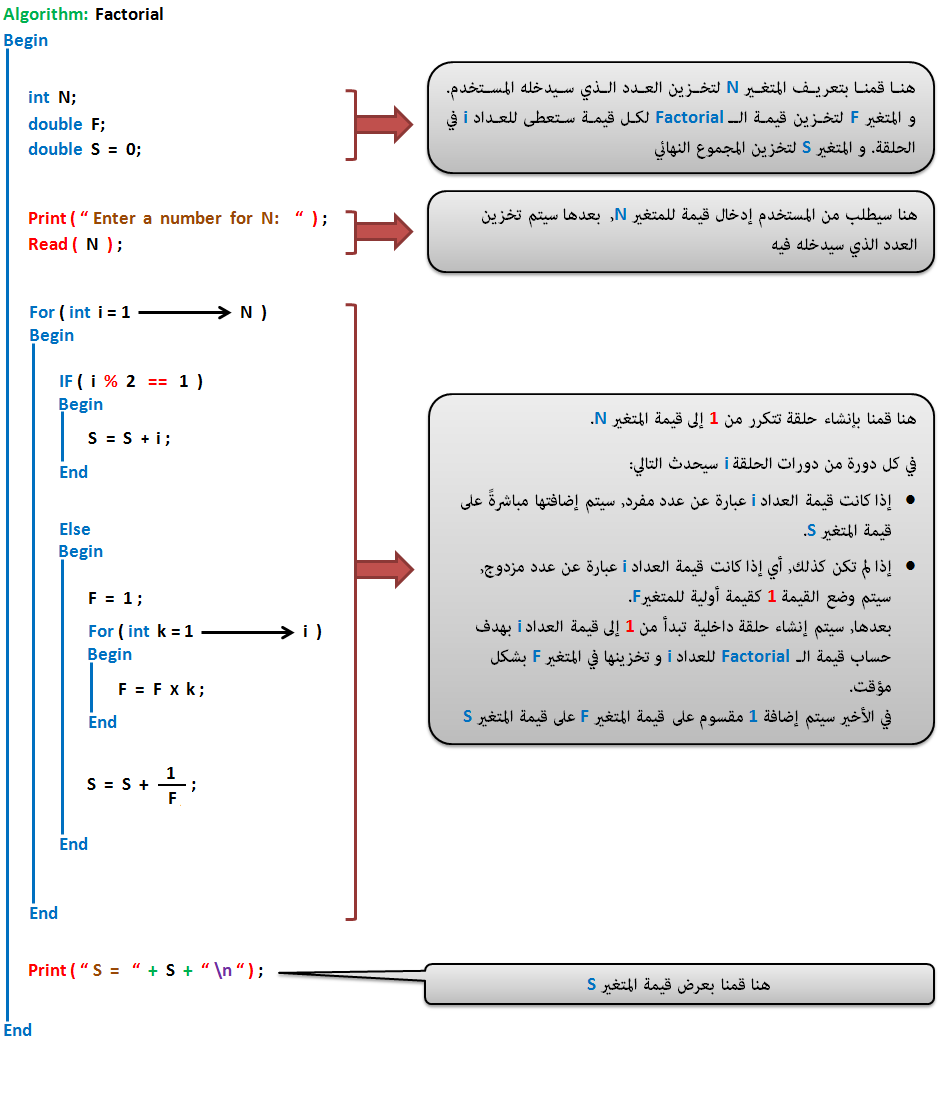 Algorithm: Factorial
Begin
int N;
double F;
double S = 0;
هنا قمنا بتعريف المتغير N لتخزين العدد الذي سيدخله المستخدم.
و المتغير F لتخزين قيمة الـ Factorial لكل قيمة ستعطى للعداد i في
الحلقة. و المتغير S لتخزين المجموع النهائي
Print ( “ Enter a number for N: “ ) ;
Read ( N ) ;
هنا سيطلب من المستخدم إدخال قيمة للمتغير N, بعدها سيتم تخزين
العدد الذي سيدخله فيه
For ( int i = 1 → N )
Begin
IF ( i % 2 == 1 )
Begin
S = S + i ;
End
Else
Begin
F = 1 ;
For ( int k = 1 → i )
Begin
F = F x k ;
End
S = S + 1/F ;
End
End
هنا قمنا بإنشاء حلقة تتكرر من 1 إلى قيمة المتغير N.
في كل دورة من دورات الحلقة i سيحدث التالي:
● إذا كانت قيمة العداد i عبارة عن عدد مفرد, سيتم إضافتها مباشرةً على
قيمة المتغير S.
● إذا لم تكن كذلك, أي إذا كانت قيمة العداد i عبارة عن عدد مزدوج,
سيتم وضع القيمة 1 كقيمة أولية للمتغير F.
بعدها, سيتم إنشاء حلقة داخلية تبدأ من 1 إلى قيمة العداد i بهدف
حساب قيمة الـ Factorial للعداد i و تخزينها في المتغير F بشكل
مؤقت.
في الأخير سيتم إضافة 1 مقسوم على قيمة المتغير F على قيمة المتغير S
Print ( “ S = “ + S + “ \n “ ) ;
هنا قمنا بعرض قيمة المتغير S
End